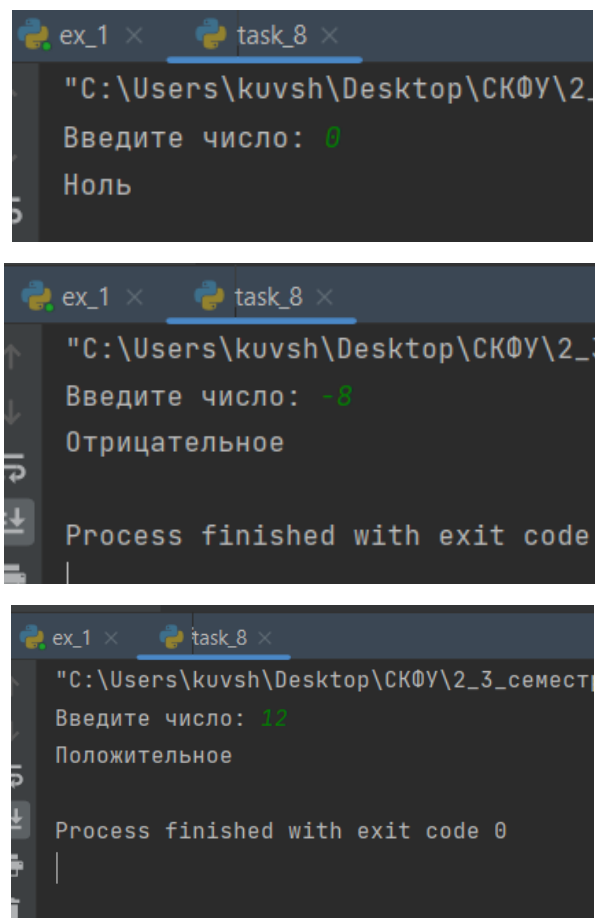 ex_1 × task_8 ×
"C:\Users\kuvsh\Desktop\СКФУ\2_
Введите число: 0
Ноль
ex_1 × task_8 ×
"C:\Users\kuvsh\Desktop\СКФУ\2_3
Введите число: -8
Отрицательное
Process finished with exit code
ex_1 × task_8 ×
"C:\Users\kuvsh\Desktop\СКФУ\2_3_семестр
Введите число: 12
Положительное
Process finished with exit code 0